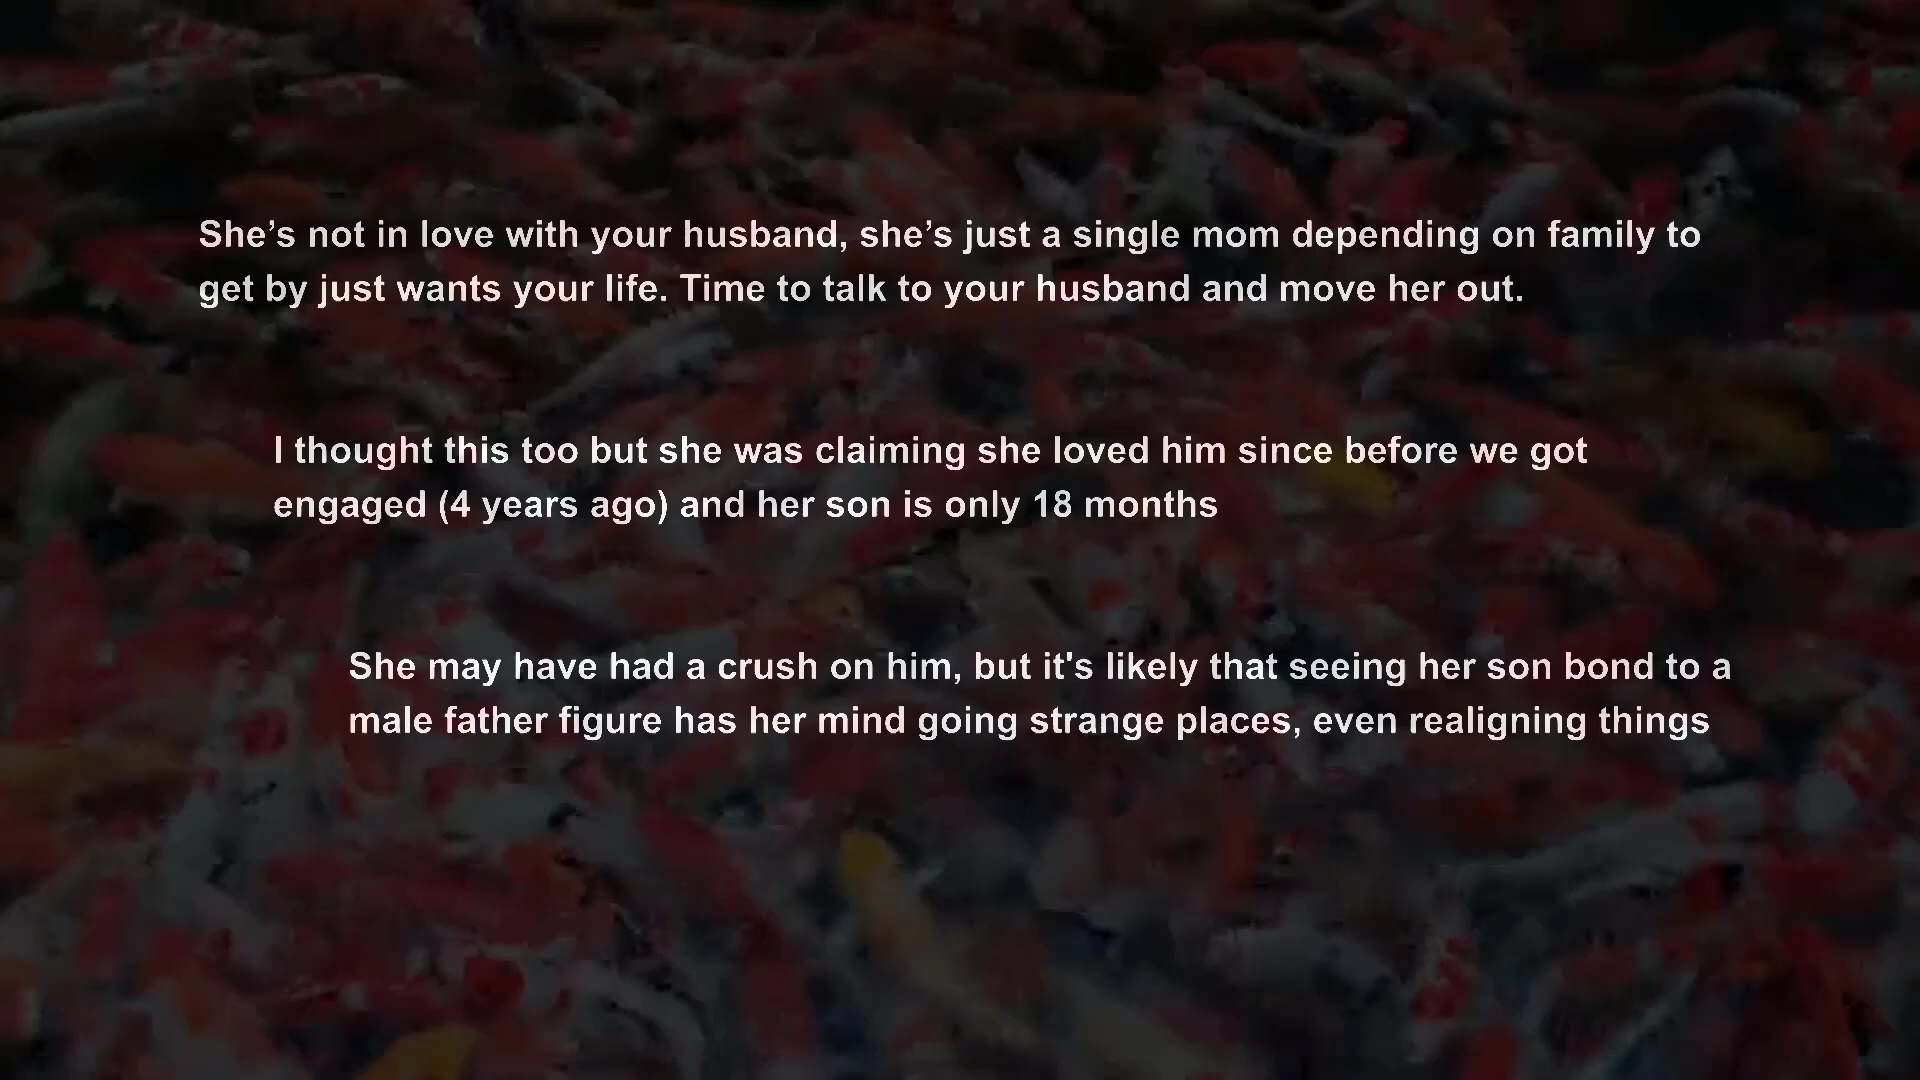 She’s not in love with your husband, she’s just a single mom depending on family to
get by just wants your life. Time to talk to your husband and move her out.
I thought this too but she was claiming she loved him since before we got
engaged (4 years ago) and her son is only 18 months
She may have had a crush on him, but it's likely that seeing her son bond to a
male father figure has her mind going strange places, even realigning things